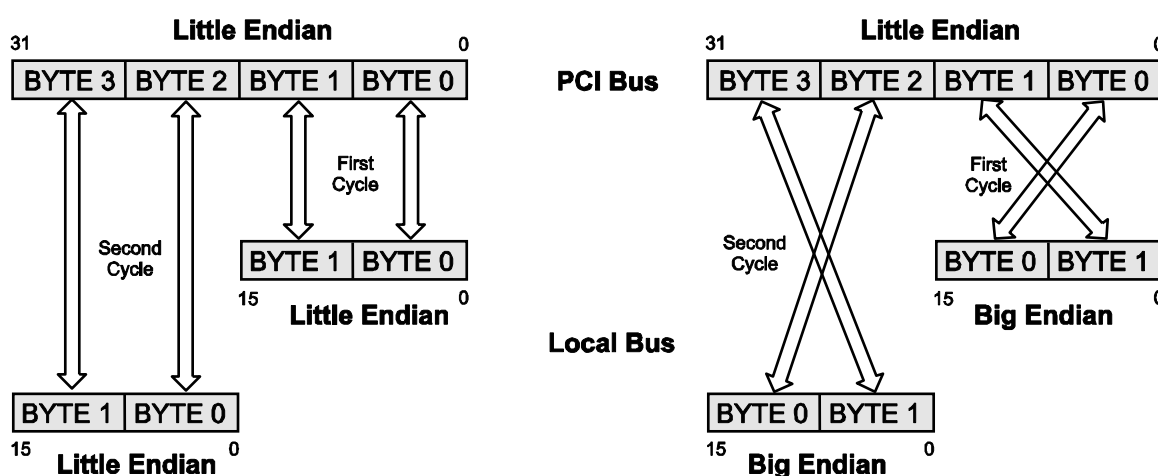 Little Endian
31 0
BYTE 3 BYTE 2 BYTE 1 BYTE 0
First
Cycle
Second
Cycle
BYTE 1 BYTE 0
15 0
Little Endian
BYTE 1 BYTE 0
15 0
Little Endian
PCI Bus
Local Bus
Little Endian
31 0
BYTE 3 BYTE 2 BYTE 1 BYTE 0
First
Cycle
Second
Cycle
BYTE 0 BYTE 1
15 0
Big Endian
BYTE 0 BYTE 1
15 0
Big Endian